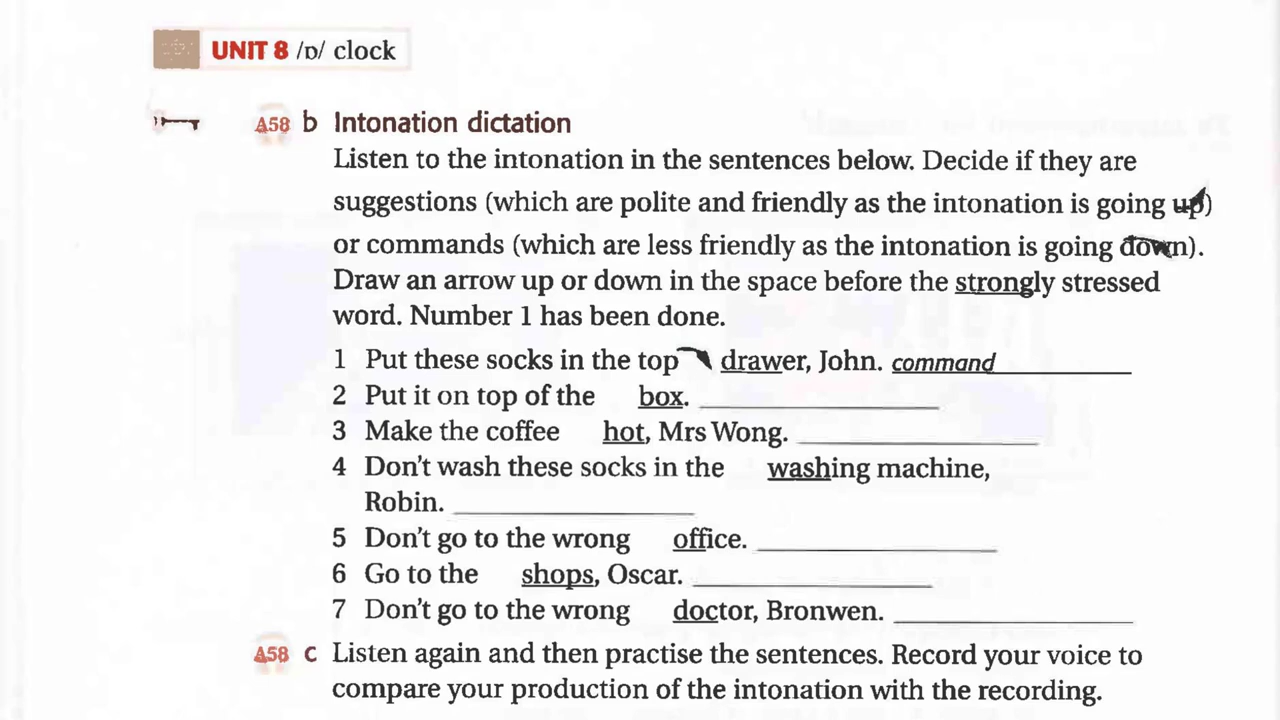 UNIT 8 /ɒ/ clock
A58 b Intonation dictation
Listen to the intonation in the sentences below. Decide if they are
suggestions (which are polite and friendly as the intonation is going up)
or commands (which are less friendly as the intonation is going down).
Draw an arrow up or down in the space before the strongly stressed
word. Number 1 has been done.
1 Put these socks in the top drawer, John. command
2 Put it on top of the box.
3 Make the coffee hot, Mrs Wong.
4 Don't wash these socks in the washing machine,
Robin.
5 Don't go to the wrong office.
6 Go to the shops, Oscar.
7 Don't go to the wrong doctor, Bronwen.
A58 c Listen again and then practise the sentences. Record your voice to
compare your production of the intonation with the recording.